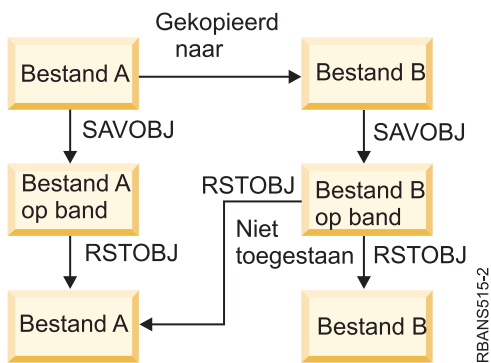 Gekopieerd
naar
Bestand A
Bestand B
SAVOBJ
SAVOBJ
Bestand A
op band
RSTOBJ
Bestand B
op band
RSTOBJ
Niet
toegestaan
RSTOBJ
Bestand A
Bestand B
RBANS515-2